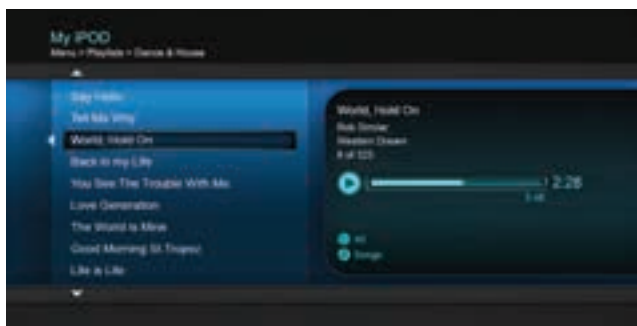 My iPOD
Menu > Playlists > Dance & House
Say Hello
Tell Me Why
World, Hold On
Back in my Life
You See The Trouble With Me
Love Generation
The World is Mine
Good Morning St.Tropez
Life is Life
World, Hold On
Bob Sinclar
Western Dream
of
2:28
All
Songs